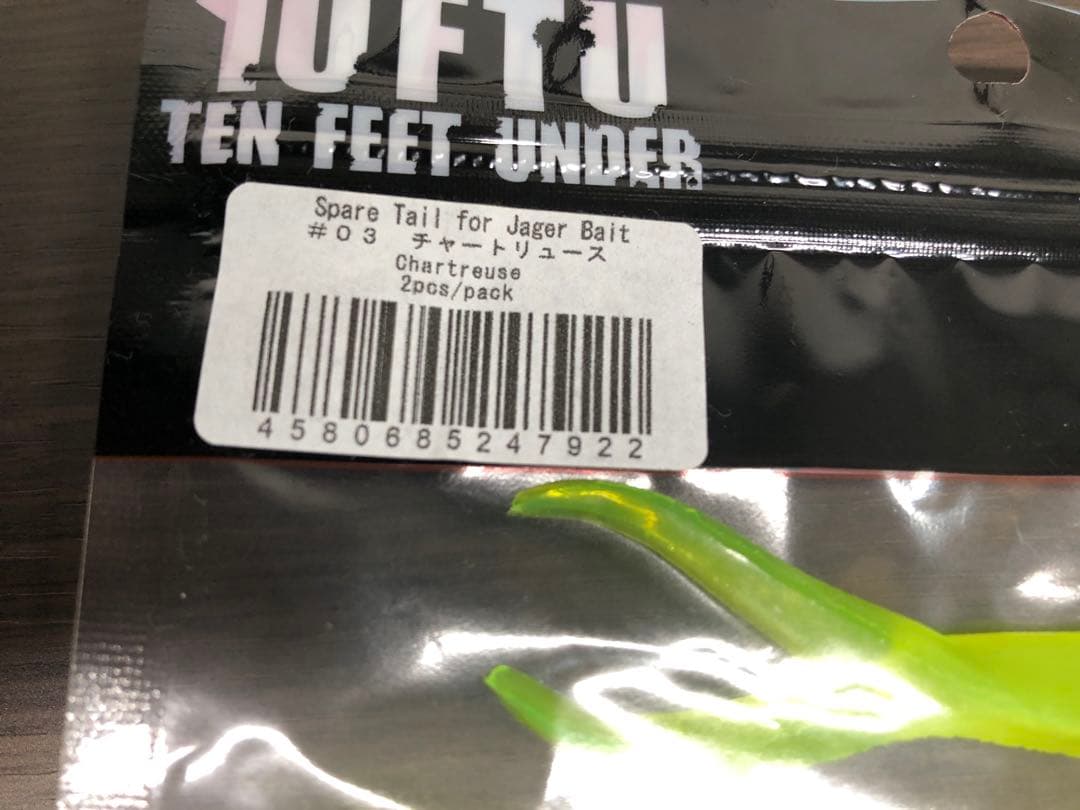 10FTU
TEN FEET UNDER
Spare Tail for Jager Bait
#03 チャートリュース
Chartreuse
2pcs/pack
4580685247922